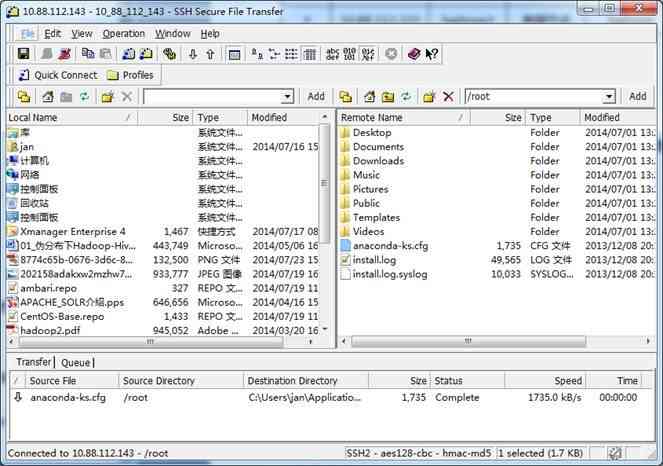 10.88.112.143 - 10_88_112_143 - SSH Secure File Transfer
File Edit View Operation Window Help
Quick Connect Profiles
Add /root Add
Local Name / Size Type Modified
库 系统文件...
jan 系统文件... 2014/07/16 15
计算机 系统文件...
网络 系统文件...
控制面板 系统文件...
回收站 系统文件...
控制面板 系统文件...
Xmanager Enterprise 4 1,467 快捷方式 2014/07/17 08
01_伪分布下Hadoop-Hiv... 443,749 Microso... 2014/05/06 16
8774c65b-0676-3d6c-8... 132,500 PNG 文件 2014/07/19 23
202158adakxw2mzhw7... 933,777 JPEG 图像 2014/07/19 23
ambari.repo 327 REPO 文... 2014/07/19 11
APACHE_SOLR介绍.pps 646,656 Microso... 2014/04/16 15
CentOS-Base.repo 1,433 REPO 文... 2014/07/19 11
hadoop2.pdf 945,052 Adobe ... 2014/03/20 16
Remote Name / Size Type Modified
Desktop Folder 2014/07/01 13:.
Documents Folder 2014/07/01 13:.
Downloads Folder 2014/07/01 13:.
Music Folder 2014/07/01 13:.
Pictures Folder 2014/07/01 13:.
Public Folder 2014/07/01 13:.
Templates Folder 2014/07/01 13:.
Videos Folder 2014/07/01 13:.
anaconda-ks.cfg 1,735 CFG 文件 2013/12/08 20:
install.log 49,565 LOG 文件 2013/12/08 20:
install.log.syslog 10,033 SYSLOG... 2013/12/08 20:
Transfer Queue
/ Source File Source Directory Destination Directory Size Status Speed Time
anaconda-ks.cfg /root C:\Users\jan\Applicatio... 1,735 Complete 1735.0 kB/s 00:00:00
Connected to 10.88.112.143 - /root SSH2 - aes128-cbc - hmac-md5 1 selected (1.7 KB)